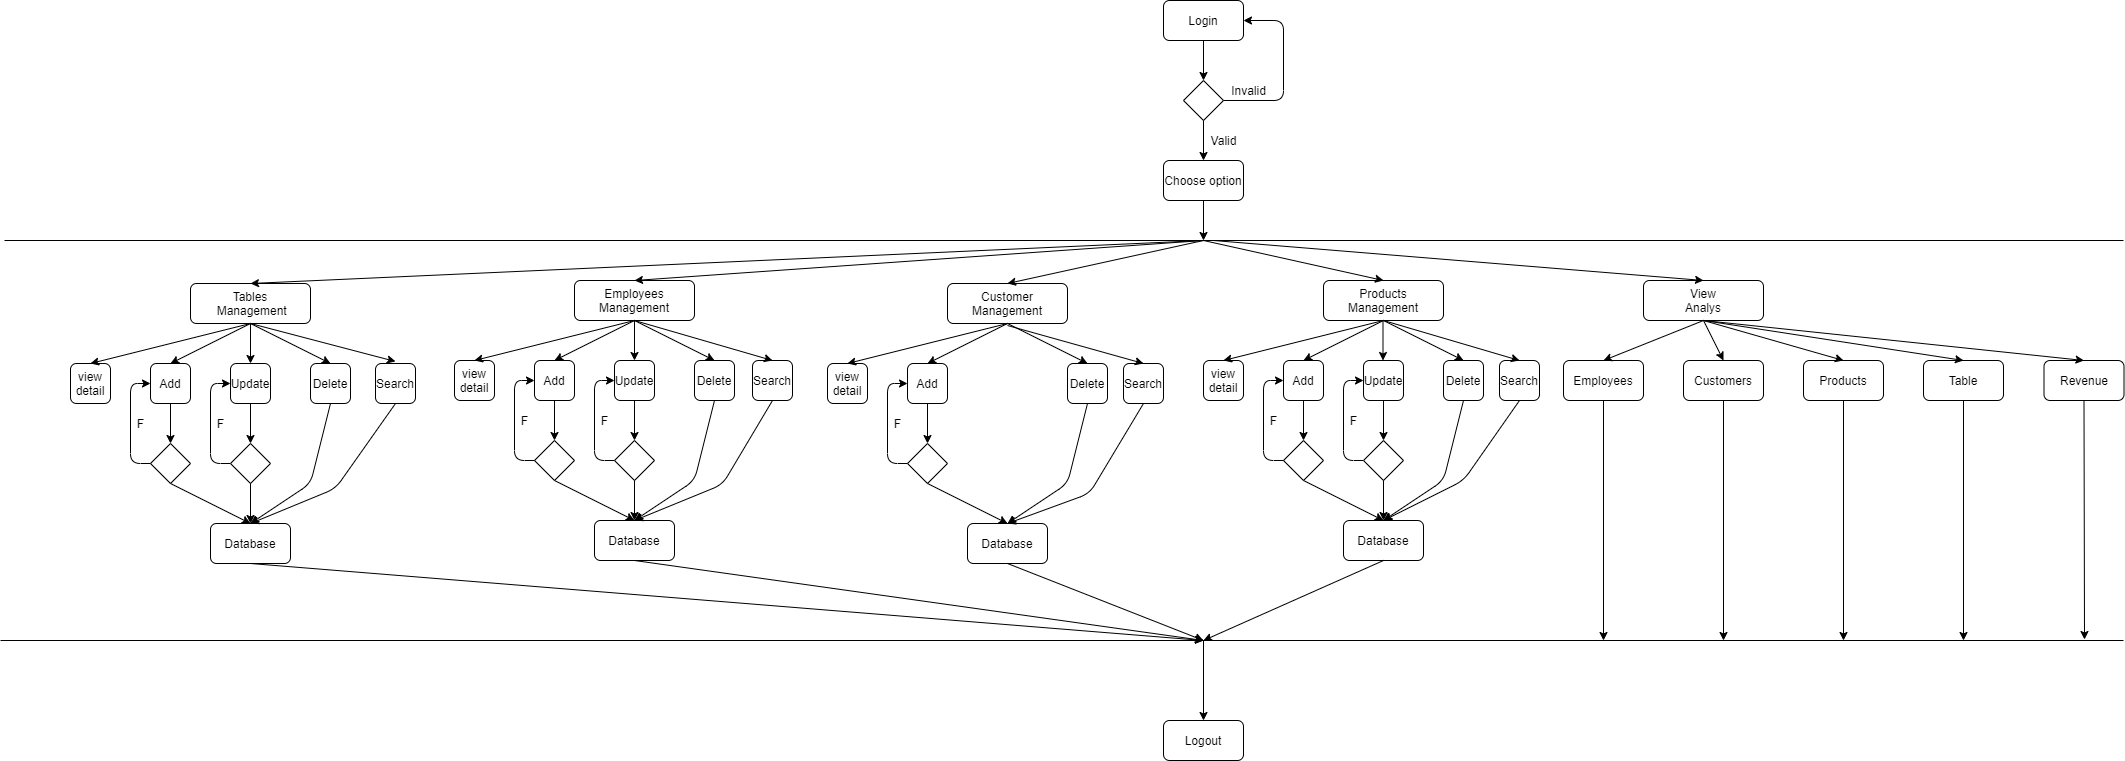 Login
Invalid
Valid
Choose option
Tables
Management
Employees
Management
Customer
Management
Products
Management
View
Analys
view
detail
Add
Update
Delete
Search
view
detail
Add
Update
Delete
Search
view
detail
Add
Delete
Search
view
detail
Add
Update
Delete
Search
Employees
Customers
Products
Table
Revenue
F
F
F
F
F
F
F
Database
Database
Database
Database
Logout